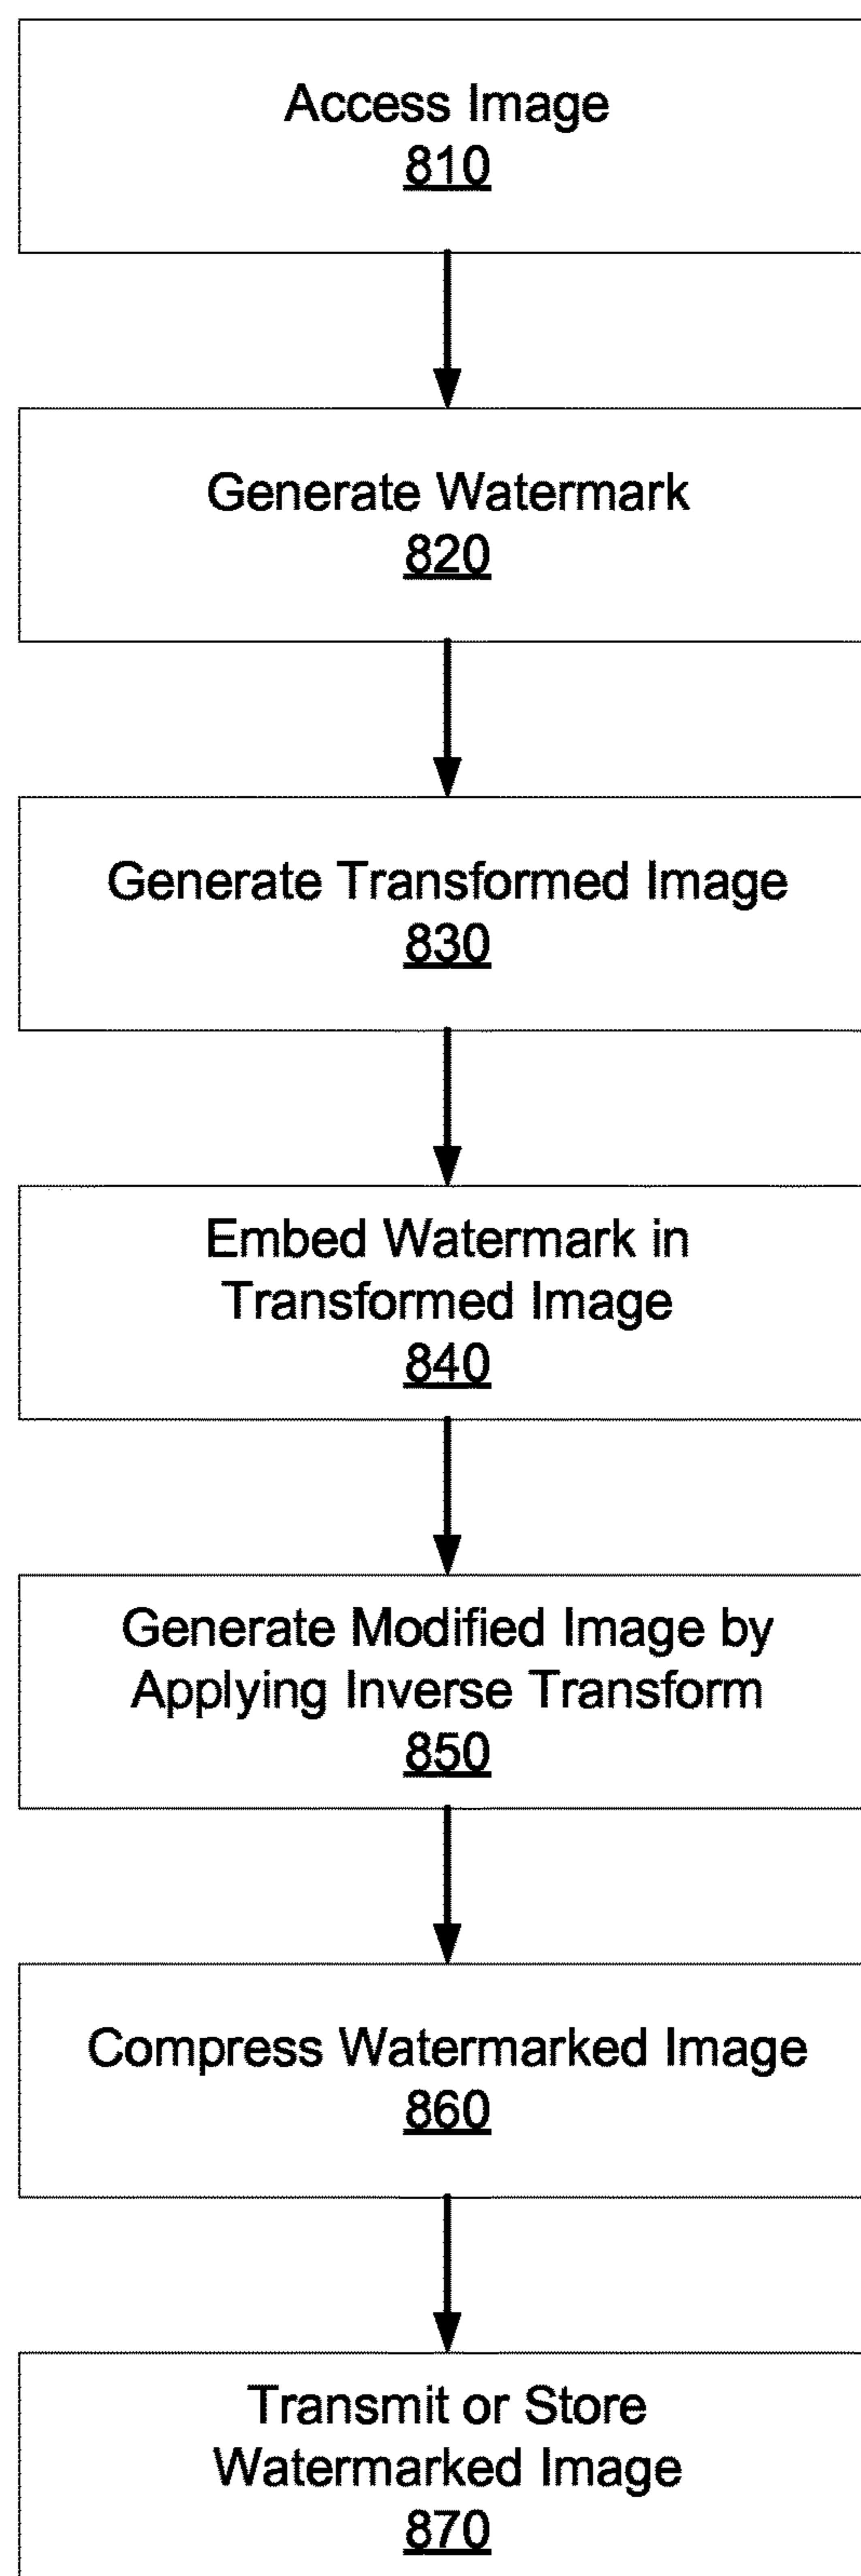 Access Image
810
Generate Watermark
820
Generate Transformed Image
830
Embed Watermark in
Transformed Image
840
Generate Modified Image by
Applying Inverse Transform
850
Compress Watermarked Image
860
Transmit or Store
Watermarked Image
870